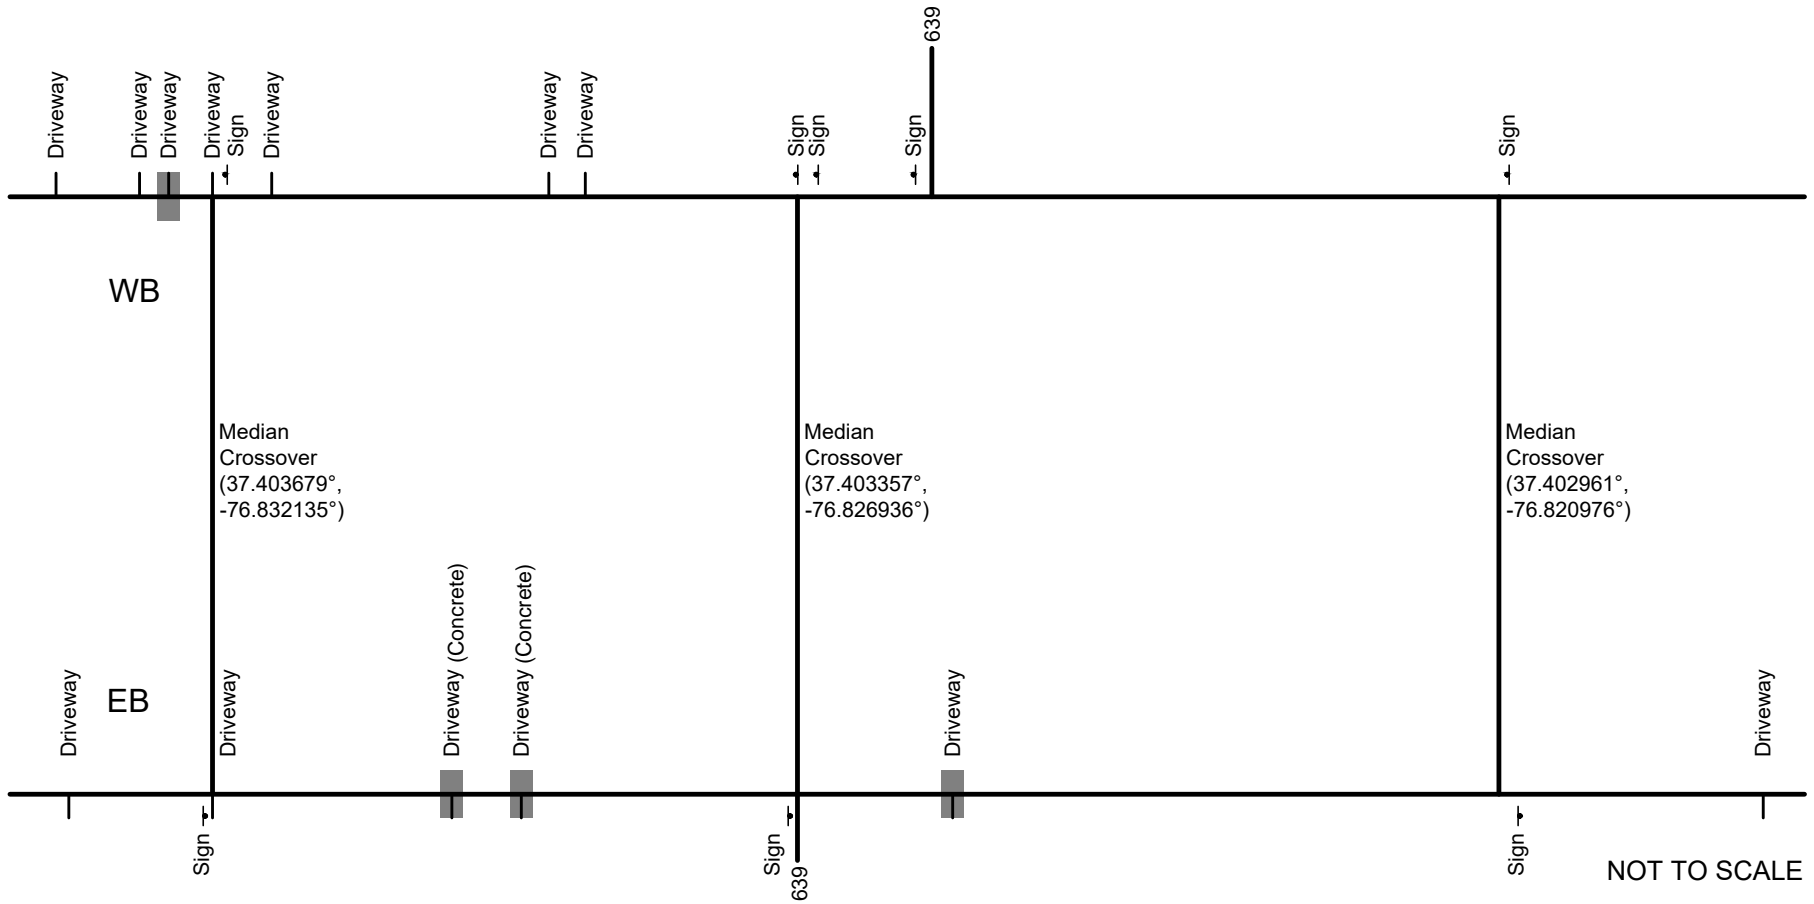 639
Driveway
Driveway
Driveway
Driveway
Sign
Driveway
Driveway
Driveway
Sign
Sign
Sign
Sign
WB
Median
Crossover
(37.403679°,
-76.832135°)
Median
Crossover
(37.403357°,
-76.826936°)
Median
Crossover
(37.402961°,
-76.820976°)
EB
Driveway
Driveway
Driveway (Concrete)
Driveway (Concrete)
Driveway
Driveway
Sign
Sign
639
Sign
NOT TO SCALE